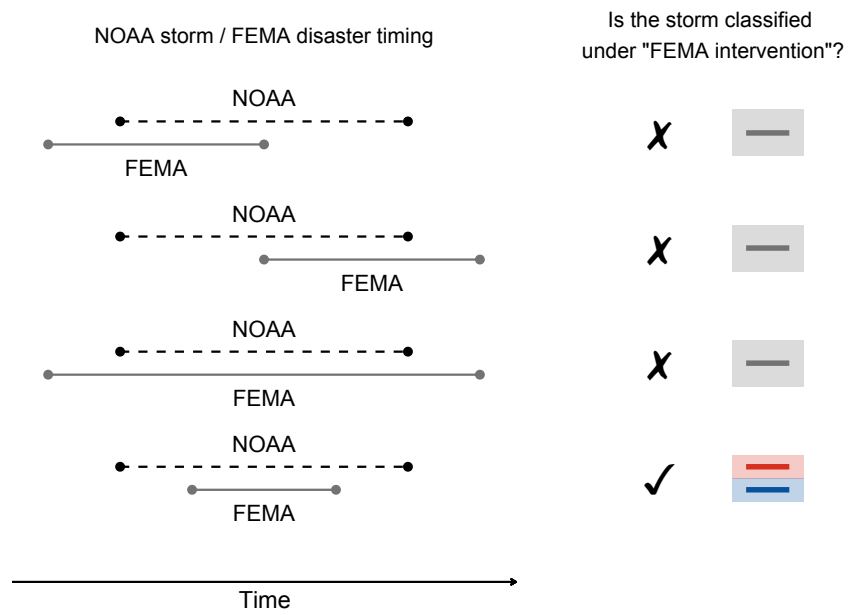 NOAA storm / FEMA disaster timing
Is the storm classified
under "FEMA intervention"?
NOAA
FEMA
✗
NOAA
FEMA
✗
NOAA
FEMA
✗
NOAA
FEMA
✓
Time